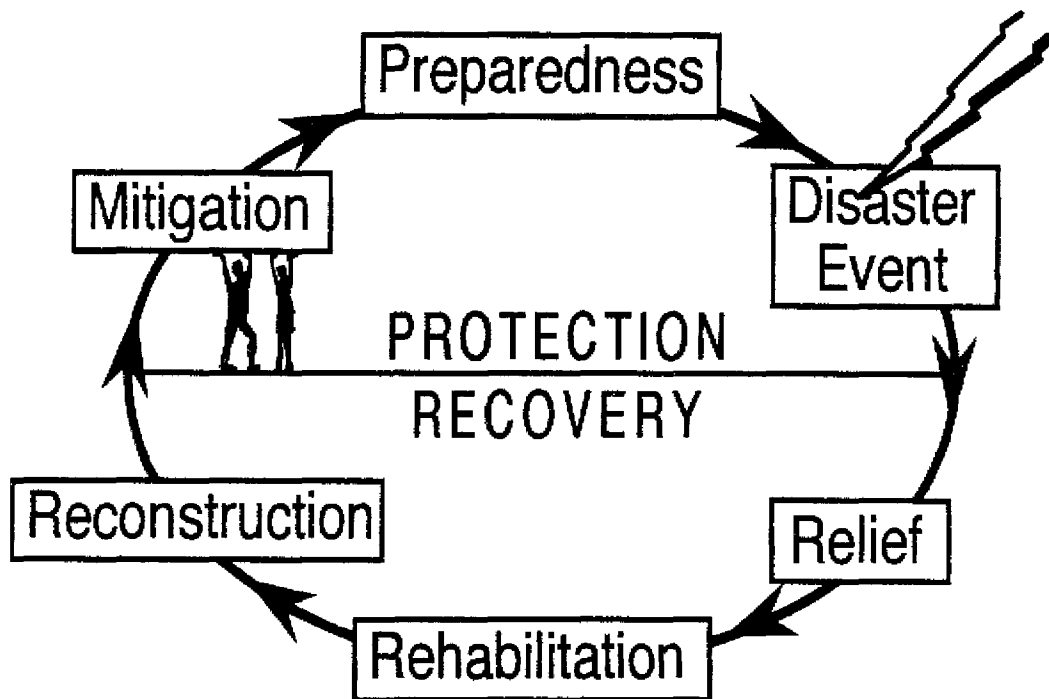 Preparedness
Mitigation
Disaster
Event
PROTECTION
RECOVERY
Reconstruction
Relief
Rehabilitation